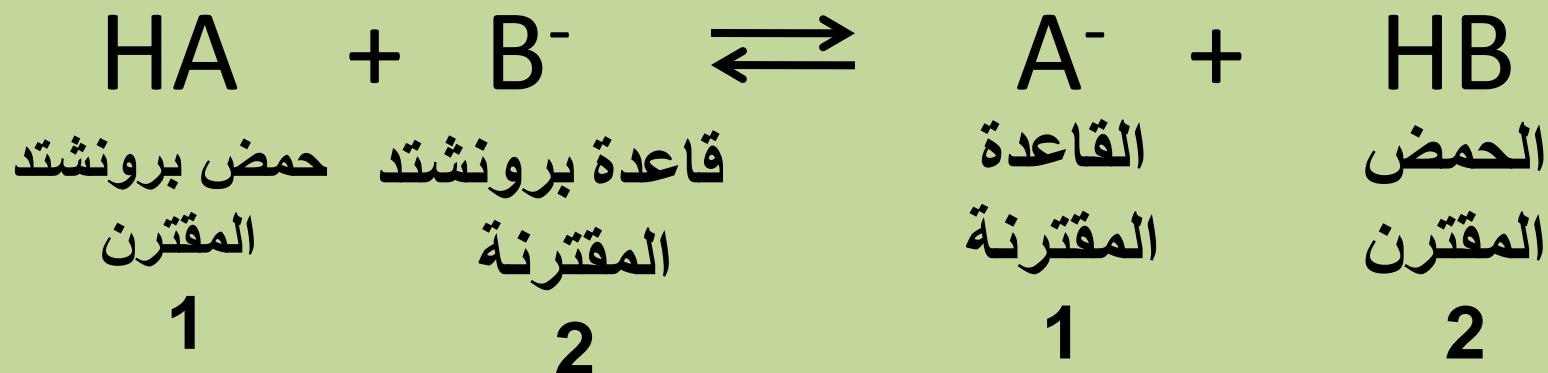 HA + B⁻ ⇄ A⁻ + HB
حمض برونشتد قاعدة برونشتد القاعدة الحمض
المقترن المقترنة المقترنة المقترن
1 2 1 2